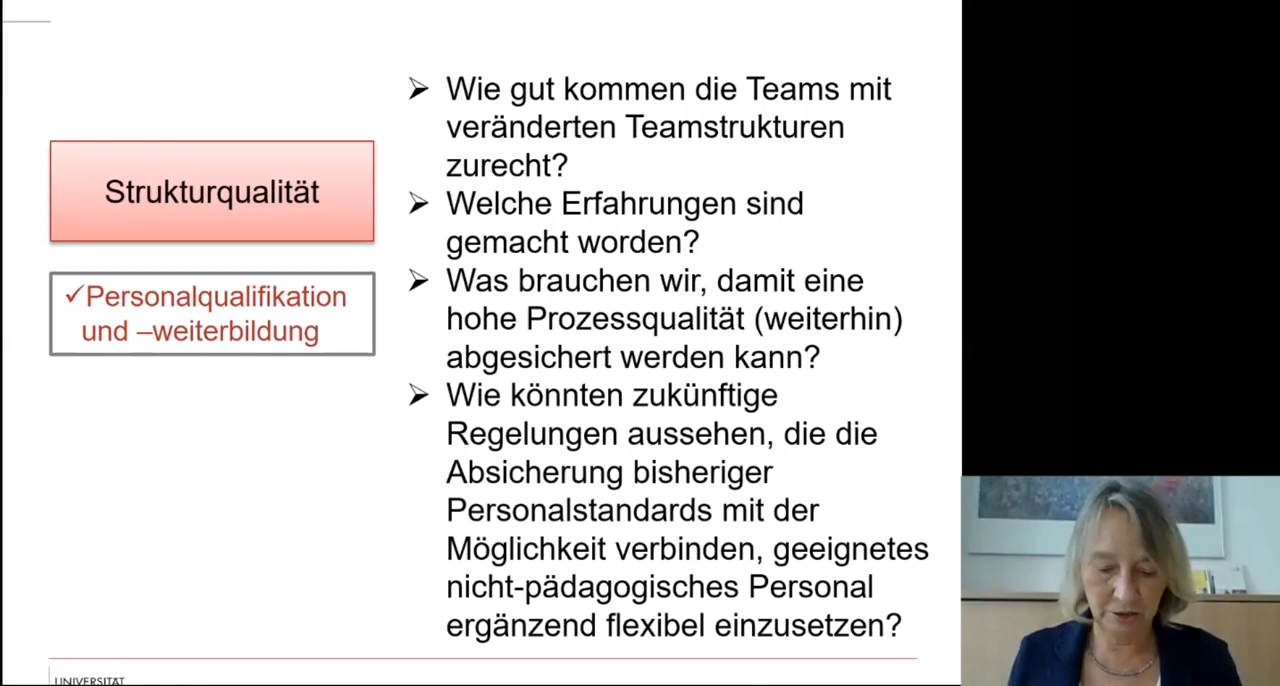 Strukturqualität
✓Personalqualifikation
und –weiterbildung
➢ Wie gut kommen die Teams mit
veränderten Teamstrukturen
zurecht?
➢ Welche Erfahrungen sind
gemacht worden?
➢ Was brauchen wir, damit eine
hohe Prozessqualität (weiterhin)
abgesichert werden kann?
➢ Wie könnten zukünftige
Regelungen aussehen, die die
Absicherung bisheriger
Personalstandards mit der
Möglichkeit verbinden, geeignetes
nicht-pädagogisches Personal
ergänzend flexibel einzusetzen?
UNIVERSITÄT